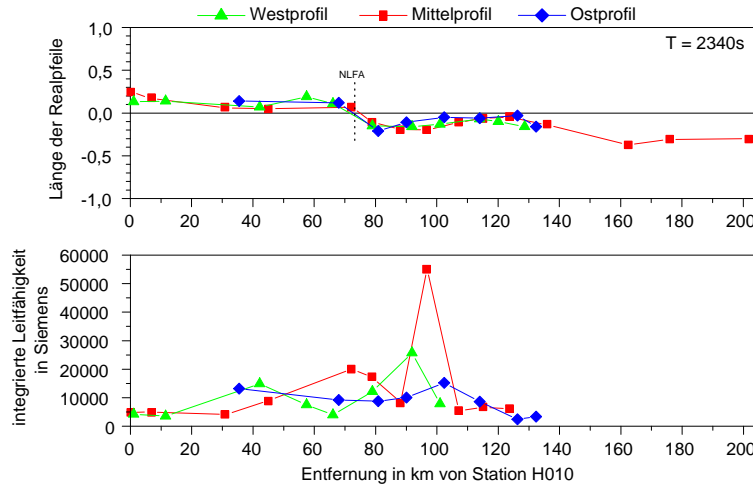 Westprofil Mittelprofil Ostprofil
T = 2340s
NLFA
Länge der Realpfeile
1,0
0,5
0,0
-0,5
-1,0
0 20 40 60 80 100 120 140 160 180 200
integrierte Leitfähigkeit
in Siemens
60000
50000
40000
30000
20000
10000
0
0 20 40 60 80 100 120 140 160 180 200
Entfernung in km von Station H010